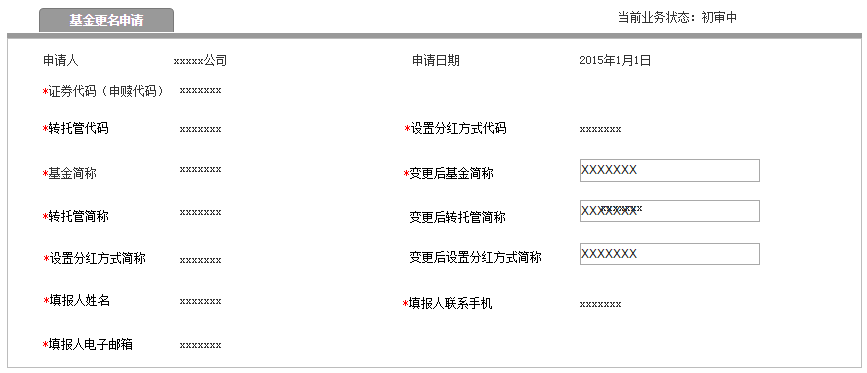 基金更名申请 当前业务状态：初审中
申请人 xxxxx公司 申请日期 2015年1月1日
*证券代码（申赎代码） xxxxxxx
*转托管代码 xxxxxxx *设置分红方式代码 xxxxxxx
*基金简称 xxxxxxx *变更后基金简称 XXXXXXX
*转托管简称 xxxxxxx 变更后转托管简称 XXXXXXX xxxxxxx
*设置分红方式简称 xxxxxxx 变更后设置分红方式简称 XXXXXXX
*填报人姓名 xxxxxxx *填报人联系手机 xxxxxxx
*填报人电子邮箱 xxxxxxx